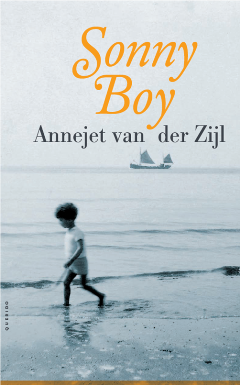 Sonny
Boy
Annejet van der Zijl
QUERIDO